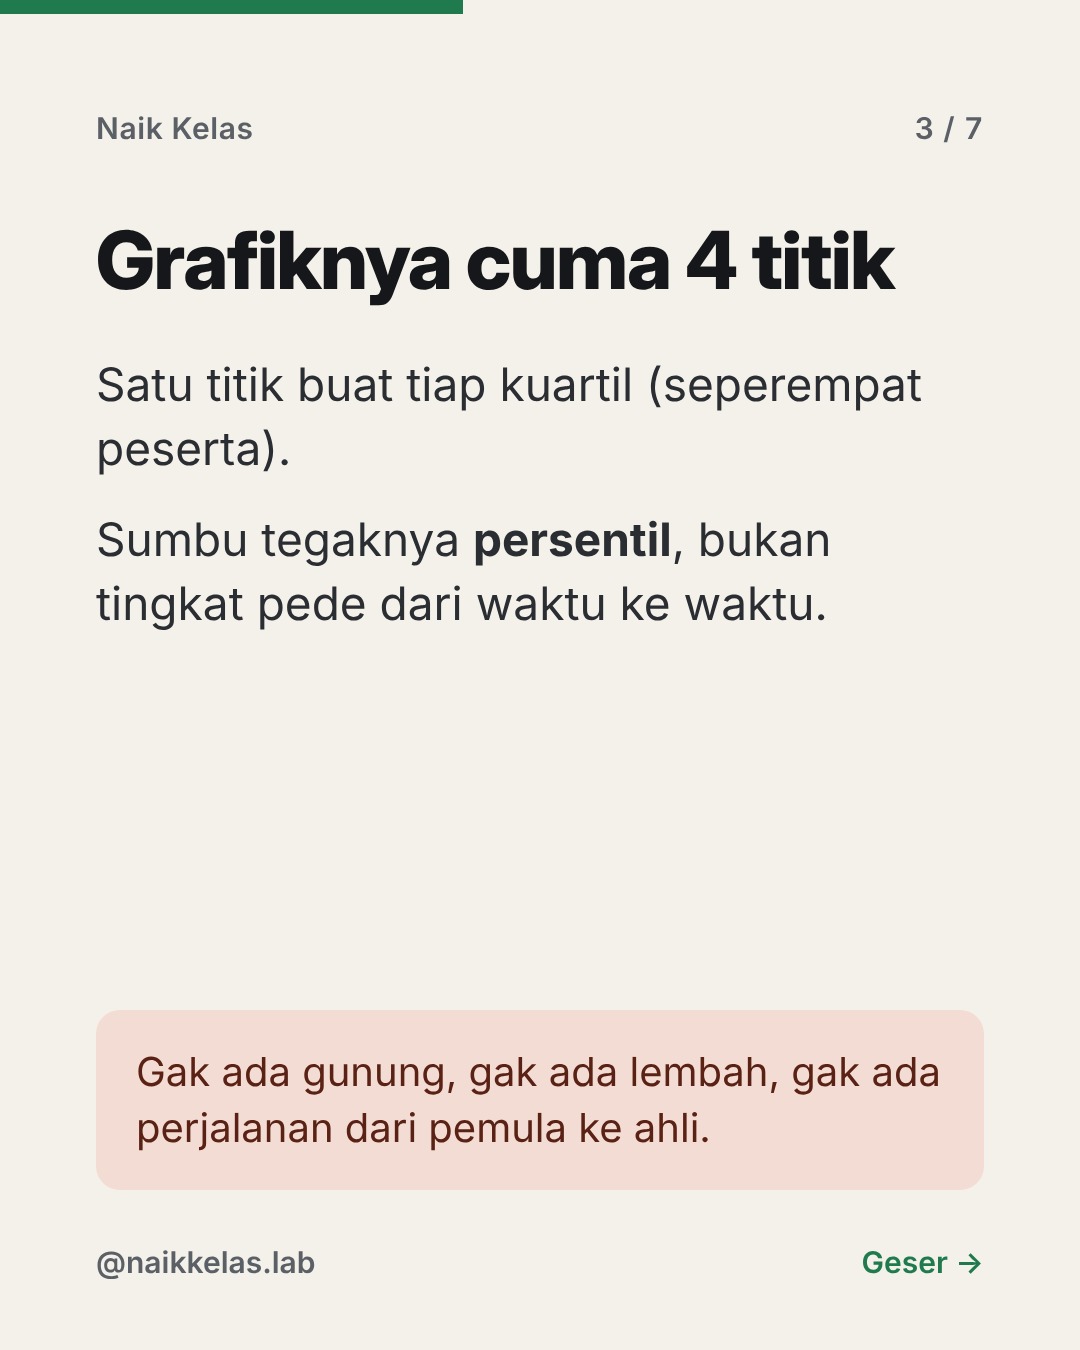 Naik Kelas
3 / 7
Grafiknya cuma 4 titik
Satu titik buat tiap kuartil (seperempat
peserta).
Sumbu tegaknya persentil, bukan
tingkat pede dari waktu ke waktu.
Gak ada gunung, gak ada lembah, gak ada
perjalanan dari pemula ke ahli.
@naikkelas.lab
Geser →